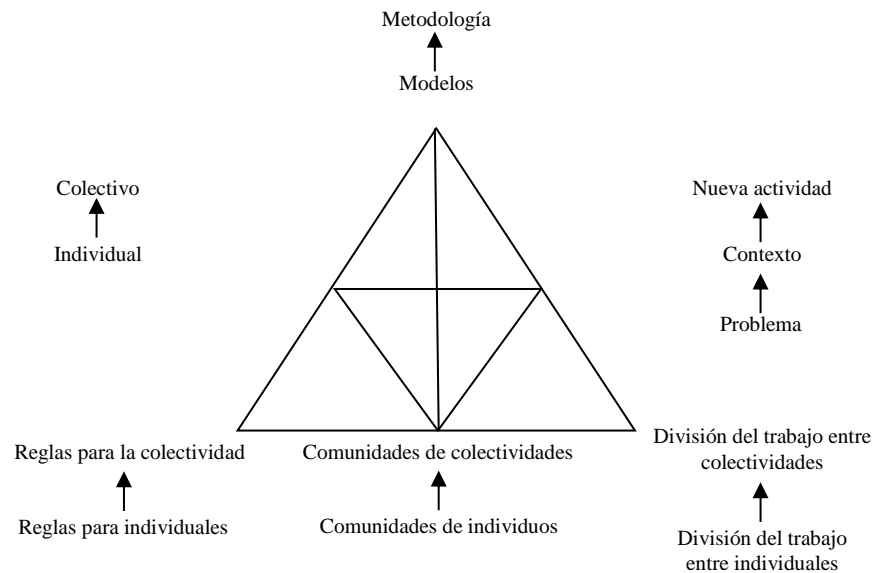 Metodología
Modelos
Colectivo
Individual
Nueva actividad
Contexto
Problema
Reglas para la colectividad
Reglas para individuales
Comunidades de colectividades
Comunidades de individuos
División del trabajo entre
colectividades
División del trabajo
entre individuales